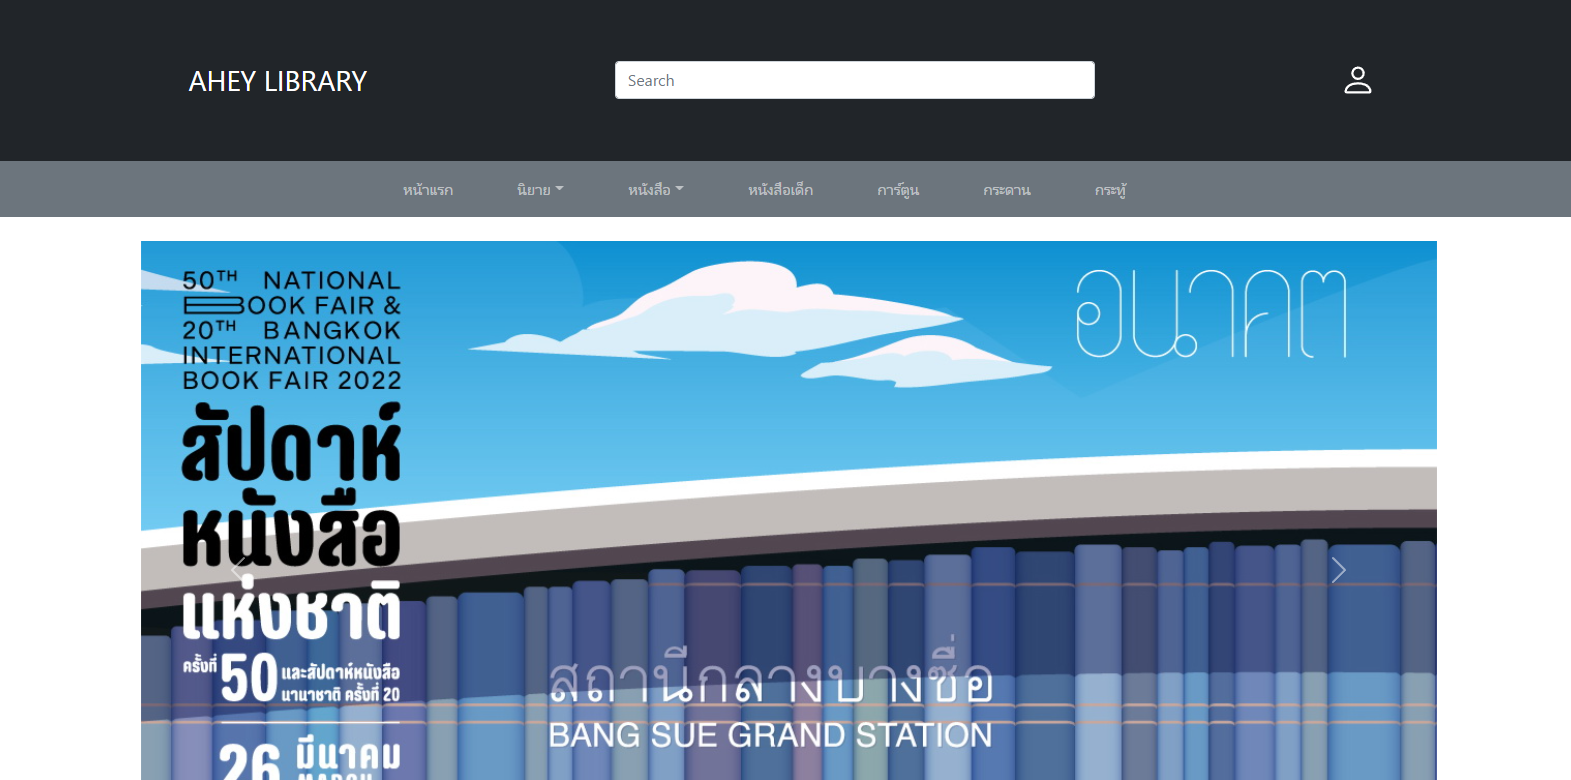 AHEY LIBRARY
Search
หน้าแรก นิยาย หนังสือ หนังสือเด็ก การ์ตูน กระดาน กระทู้
50TH NATIONAL
BOOK FAIR &
20TH BANGKOK
INTERNATIONAL
BOOK FAIR 2022
สัปดาห์
หนังสือ
แห่งชาติ
ครั้งที่ 50 และสัปดาห์หนังสือ
นานาชาติ ครั้งที่ 20
26 มีนาคม
อนาคต
สถานีกลางบางซื่อ
BANG SUE GRAND STATION